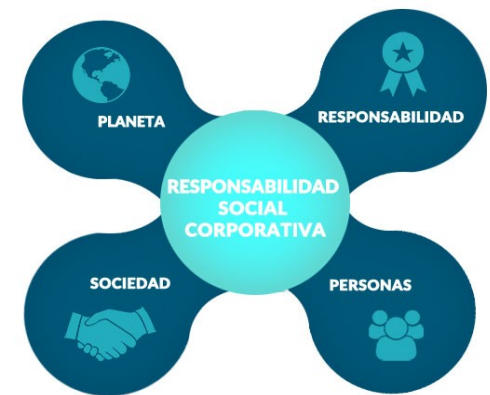 PLANETA
RESPONSABILIDAD
RESPONSABILIDAD
SOCIAL
CORPORATIVA
SOCIEDAD
PERSONAS